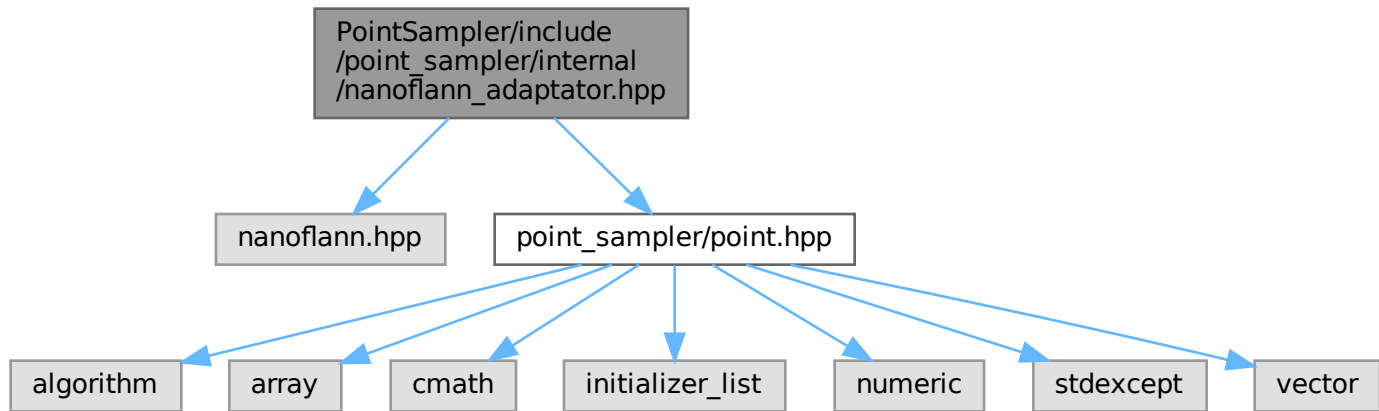 PointSampler/include
/point_sampler/internal
/nanoflann_adaptator.hpp
nanoflann.hpp
point_sampler/point.hpp
algorithm
array
cmath
initializer_list
numeric
stdexcept
vector